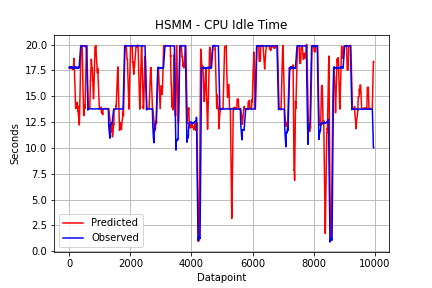 HSMM - CPU Idle Time
Seconds
20.0
17.5
15.0
12.5
10.0
7.5
5.0
2.5
0.0
Predicted
Observed
0 2000 4000 6000 8000 10000
Datapoint